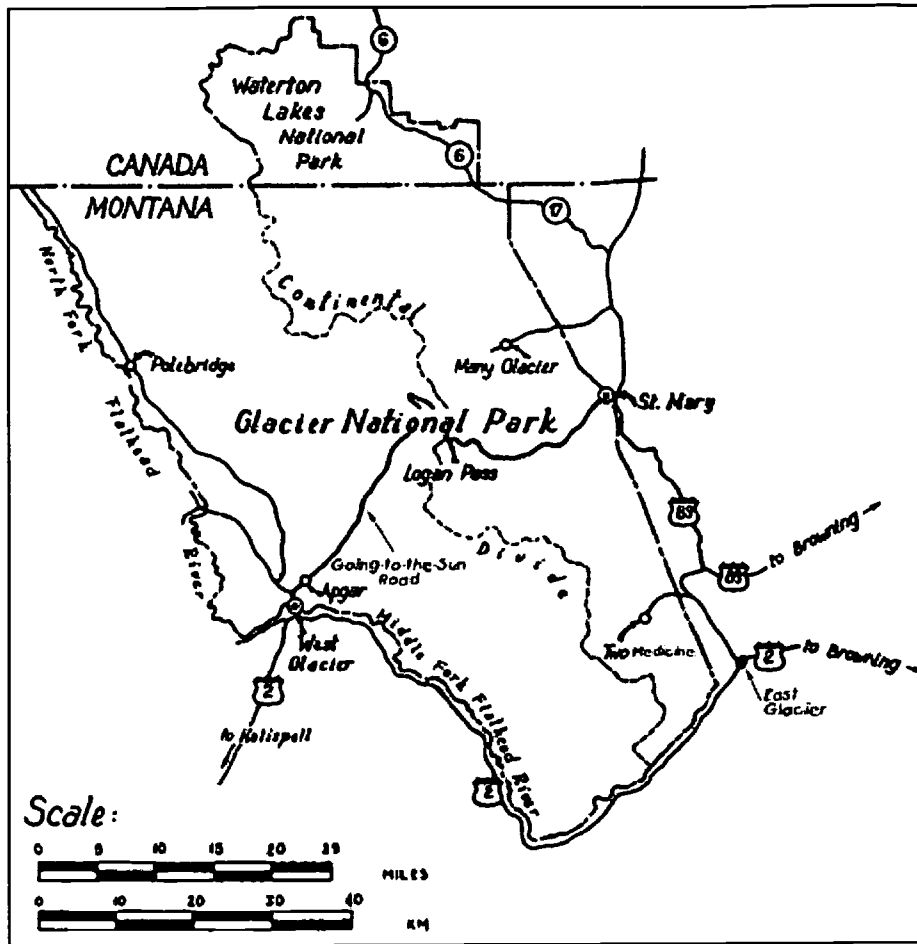 6
Waterton
Lakes
National
Park
6
CANADA
MONTANA
17
North Fork
Continental
Polebridge
Many Glacier
St. Mary
Flathead
Glacier National Park
Logan Pass
89
to Browning
89
River
Going-to-the-Sun
Road
Divide
Apgar
West
Glacier
Middle Fork Flathead River
Two Medicine
2
to Browning
East
Glacier
2
to Kalispell
2
Scale:
0 5 10 15 20 25
MILES
0 10 20 30 40
KM